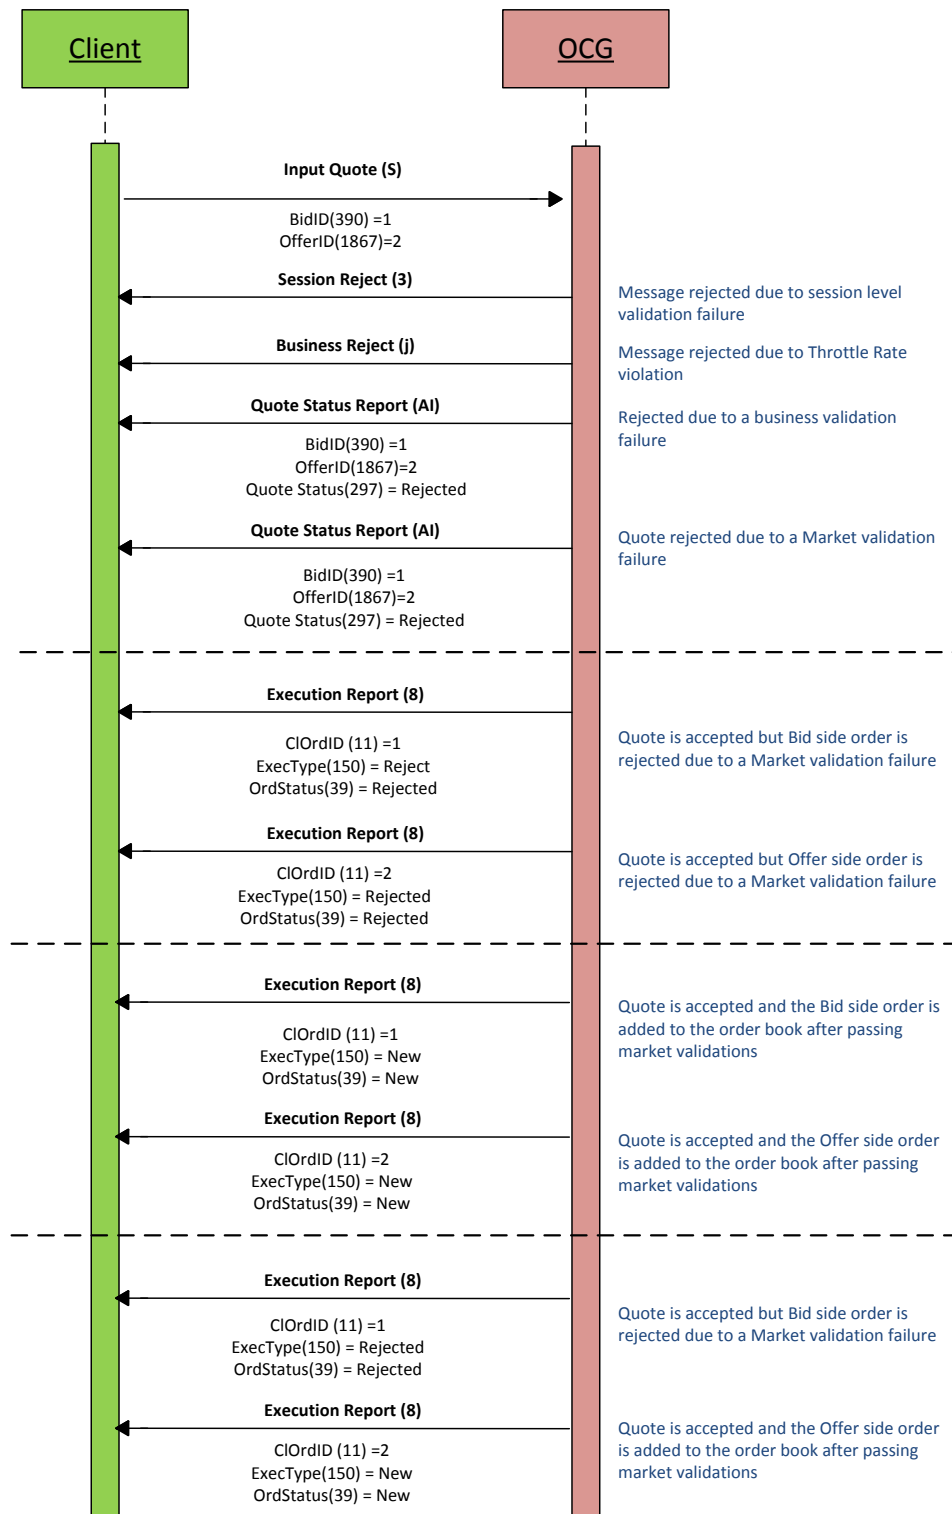 Client
OCG
Input Quote (S)
BidID(390) =1
OfferID(1867)=2
Session Reject (3)
Message rejected due to session level
validation failure
Business Reject (j)
Message rejected due to Throttle Rate
violation
Quote Status Report (AI)
Rejected due to a business validation
failure
BidID(390) =1
OfferID(1867)=2
Quote Status(297) = Rejected
Quote Status Report (AI)
Quote rejected due to a Market validation
failure
BidID(390) =1
OfferID(1867)=2
Quote Status(297) = Rejected
Execution Report (8)
Quote is accepted but Bid side order is
rejected due to a Market validation failure
ClOrdID (11) =1
ExecType(150) = Reject
OrdStatus(39) = Rejected
Execution Report (8)
Quote is accepted but Offer side order is
rejected due to a Market validation failure
ClOrdID (11) =2
ExecType(150) = Rejected
OrdStatus(39) = Rejected
Execution Report (8)
Quote is accepted and the Bid side order is
added to the order book after passing
market validations
ClOrdID (11) =1
ExecType(150) = New
OrdStatus(39) = New
Execution Report (8)
Quote is accepted and the Offer side order
is added to the order book after passing
market validations
ClOrdID (11) =2
ExecType(150) = New
OrdStatus(39) = New
Execution Report (8)
Quote is accepted but Bid side order is
rejected due to a Market validation failure
ClOrdID (11) =1
ExecType(150) = Rejected
OrdStatus(39) = Rejected
Execution Report (8)
Quote is accepted and the Offer side order
is added to the order book after passing
market validations
ClOrdID (11) =2
ExecType(150) = New
OrdStatus(39) = New